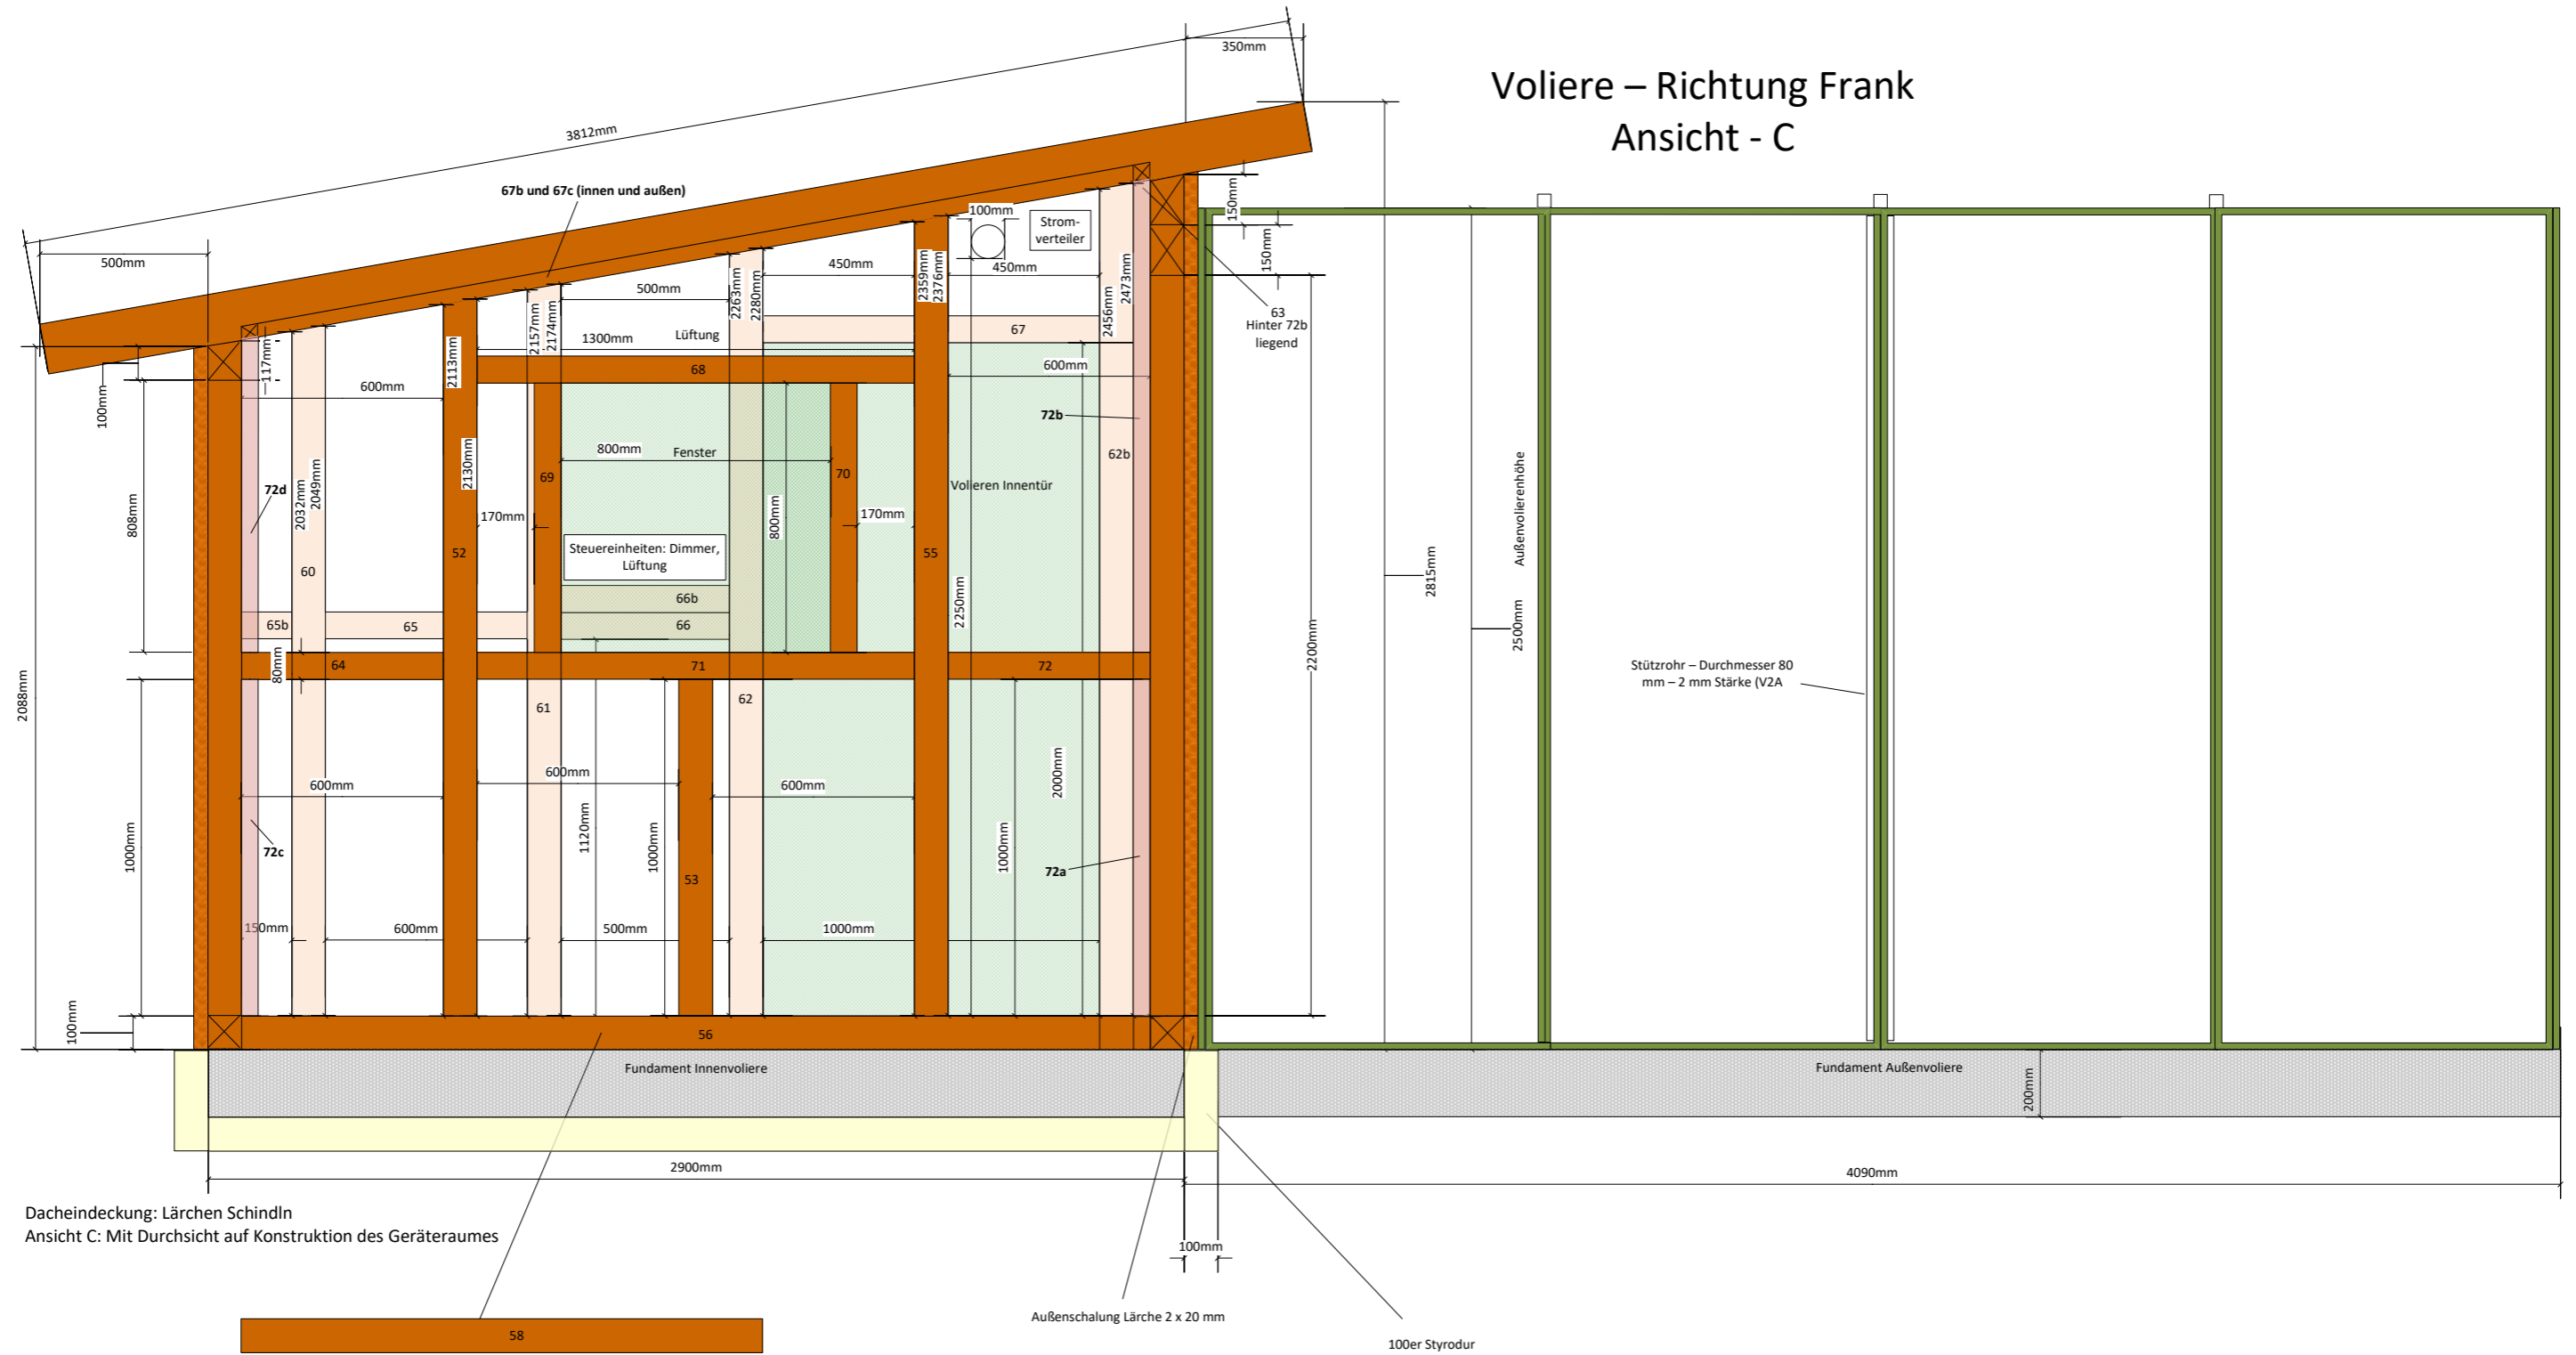 Voliere – Richtung Frank
Ansicht - C
350mm
3812mm
67b und 67c (innen und außen)
500mm
100mm
Strom-
verteiler
150mm
150mm
450mm
450mm
500mm
2263mm
2280mm
2359mm
2376mm
2456mm
2473mm
63
Hinter 72b
liegend
67
Lüftung
1300mm
2157mm
2174mm
2113mm
117mm
100mm
600mm
68
600mm
72b
62b
808mm
72d
2032mm
2049mm
2130mm
170mm
69
800mm
Fenster
800mm
70
170mm
Volieren Innentür
Außenvolierenhöhe
60
52
Steuereinheiten: Dimmer,
Lüftung
55
2250mm
2815mm
2500mm
2200mm
66b
66
65b
65
64
80mm
71
72
2088mm
Stützrohr – Durchmesser 80
mm – 2 mm Stärke (V2A
61
62
600mm
600mm
600mm
2000mm
1000mm
72c
1120mm
1000mm
53
1000mm
72a
150mm
600mm
500mm
1000mm
100mm
56
Fundament Innenvoliere
Fundament Außenvoliere
200mm
2900mm
4090mm
Dacheindeckung: Lärchen Schindln
Ansicht C: Mit Durchsicht auf Konstruktion des Geräteraumes
100mm
58
Außenschalung Lärche 2 x 20 mm
100er Styrodur